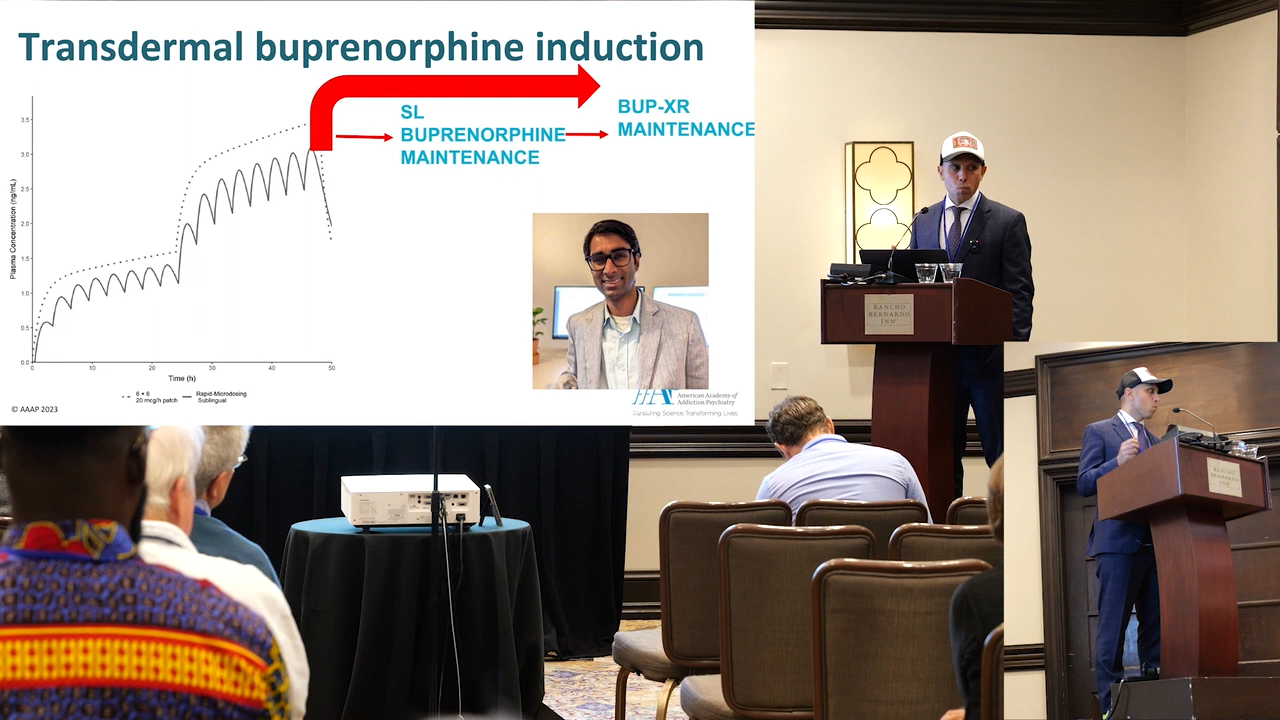 Transdermal buprenorphine induction
SL
BUPRENORPHINE
MAINTENANCE
BUP-XR
MAINTENANCE
3.5
3.0
2.5
2.0
1.5
1.0
0.5
0.0
Plasma Concentration (ng/mL)
0 10 20 30 40 50
Time (h)
6 + 6
20 mcg/h patch
Rapid-Microdosing
Sublingual
© AAAP 2023
American Academy of
Addiction Psychiatry
Science. Transforming Lives.
RANCHO
BERNARDO
INN
RANCHO
BERNARDO
INN